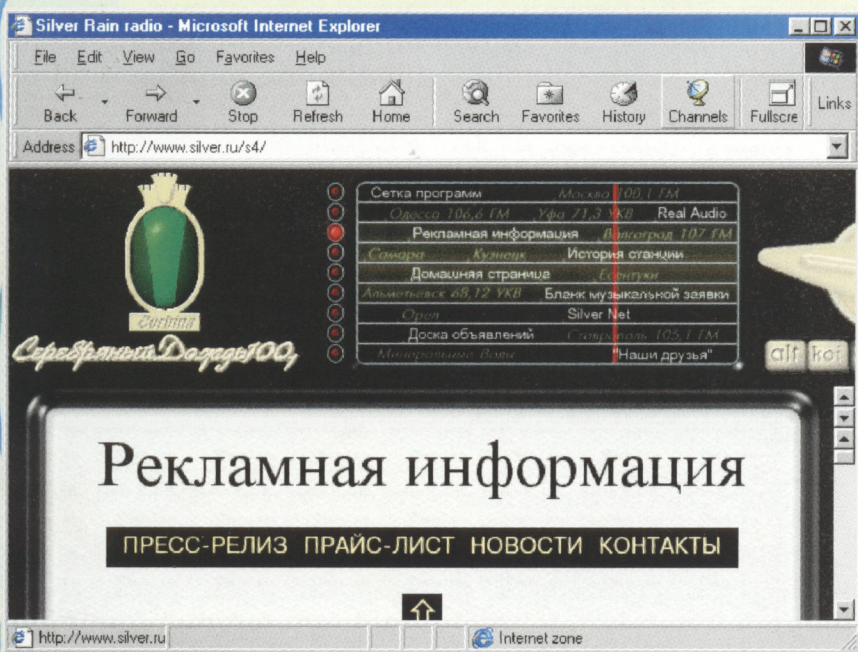 Silver Rain radio - Microsoft Internet Explorer
File Edit View Go Favorites Help
Back Forward Stop Refresh Home Search Favorites History Channels Fullscre Links
Address http://www.silver.ru/s4/
Сетка программ Москва 100,1 FM
Одесса 106,6 FM Уфа 71,3 УКВ Real Audio
Рекламная информация Волгоград 107 FM
Самара Кузнецк История станции
Домашняя страница Ессентуки
Альметьевск 68,12 УКВ Бланк музыкальной заявки
Орел Silver Net
Доска объявлений Ставрополь 105,1 FM
Минеральные Воды "Наши друзья"
Серебряный Дождь 100,
alt koi
Рекламная информация
ПРЕСС-РЕЛИЗ ПРАЙС-ЛИСТ НОВОСТИ КОНТАКТЫ
http://www.silver.ru Internet zone